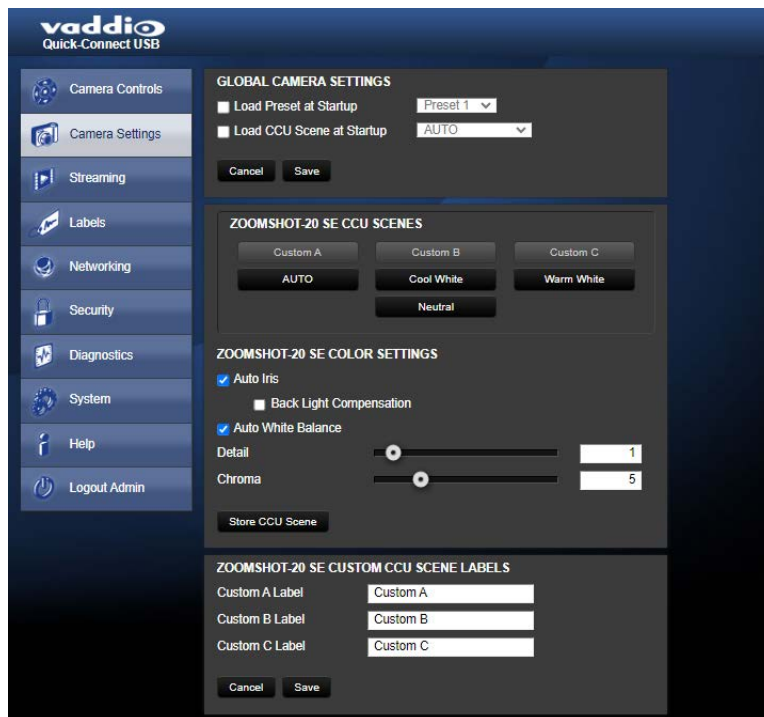 vaddio
Quick-Connect USB
Camera Controls
Camera Settings
Streaming
Labels
Networking
Security
Diagnostics
System
Help
Logout Admin
GLOBAL CAMERA SETTINGS
Load Preset at Startup Preset 1
Load CCU Scene at Startup AUTO
Cancel Save
ZOOMSHOT-20 SE CCU SCENES
Custom A Custom B Custom C
AUTO Cool White Warm White
Neutral
ZOOMSHOT-20 SE COLOR SETTINGS
Auto Iris
Back Light Compensation
Auto White Balance
Detail 1
Chroma 5
Store CCU Scene
ZOOMSHOT-20 SE CUSTOM CCU SCENE LABELS
Custom A Label Custom A
Custom B Label Custom B
Custom C Label Custom C
Cancel Save